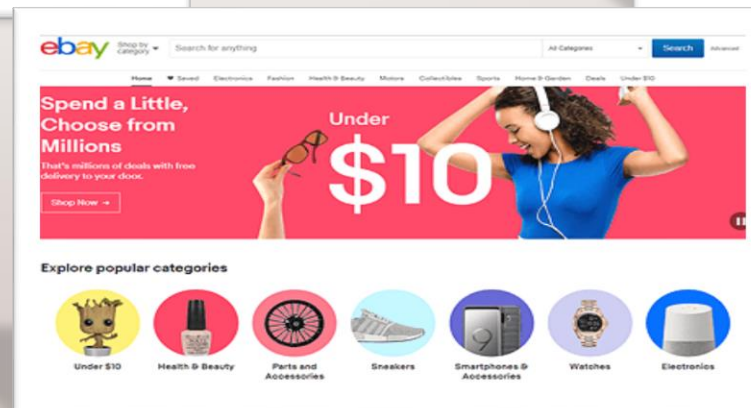 ebay
Shop by
category
Search for anything
All Categories
Search
Advanced
Home Saved Electronics Fashion Health & Beauty Motors Collectibles Sports Home & Garden Deals Under $10
Spend a Little,
Choose from
Millions
That's millions of deals with free
delivery to your door.
Shop Now →
Under
$10
Explore popular categories
Under $10
Health & Beauty
Parts and
Accessories
Sneakers
Smartphones &
Accessories
Watches
Electronics